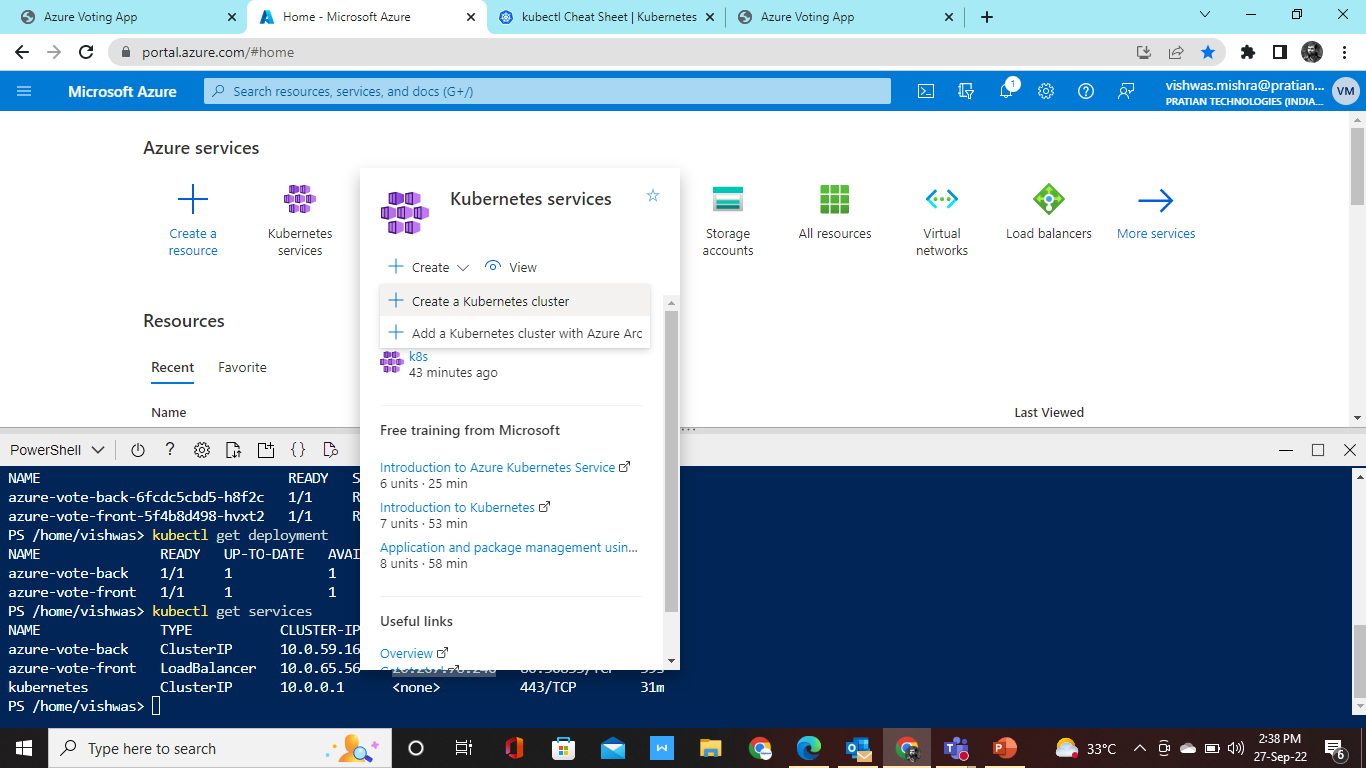 Azure Voting App
Home - Microsoft Azure
kubectl Cheat Sheet | Kubernetes
Azure Voting App
portal.azure.com/#home
Microsoft Azure
Search resources, services, and docs (G+/)
1
vishwas.mishra@pratian...
PRATIAN TECHNOLOGIES (INDIA...
VM
Azure services
Create a resource
Kubernetes services
Storage accounts
All resources
Virtual networks
Load balancers
More services
Kubernetes services
Create
View
Create a Kubernetes cluster
Add a Kubernetes cluster with Azure Arc
k8s
43 minutes ago
Free training from Microsoft
Introduction to Azure Kubernetes Service
6 units · 25 min
Introduction to Kubernetes
7 units · 53 min
Application and package management usin...
8 units · 58 min
Useful links
Overview
Resources
Recent
Favorite
Name
Last Viewed
PowerShell
NAME READY S
azure-vote-back-6fcdc5cbd5-h8f2c 1/1 R
azure-vote-front-5f4b8d498-hvxt2 1/1 R
PS /home/vishwas> kubectl get deployment
NAME READY UP-TO-DATE AVAI
azure-vote-back 1/1 1 1
azure-vote-front 1/1 1 1
PS /home/vishwas> kubectl get services
NAME TYPE CLUSTER-IP
azure-vote-back ClusterIP 10.0.59.16
azure-vote-front LoadBalancer 10.0.65.56
kubernetes ClusterIP 10.0.0.1 <none> 443/TCP 31m
PS /home/vishwas>
Type here to search
33°C
2:38 PM
27-Sep-22
6